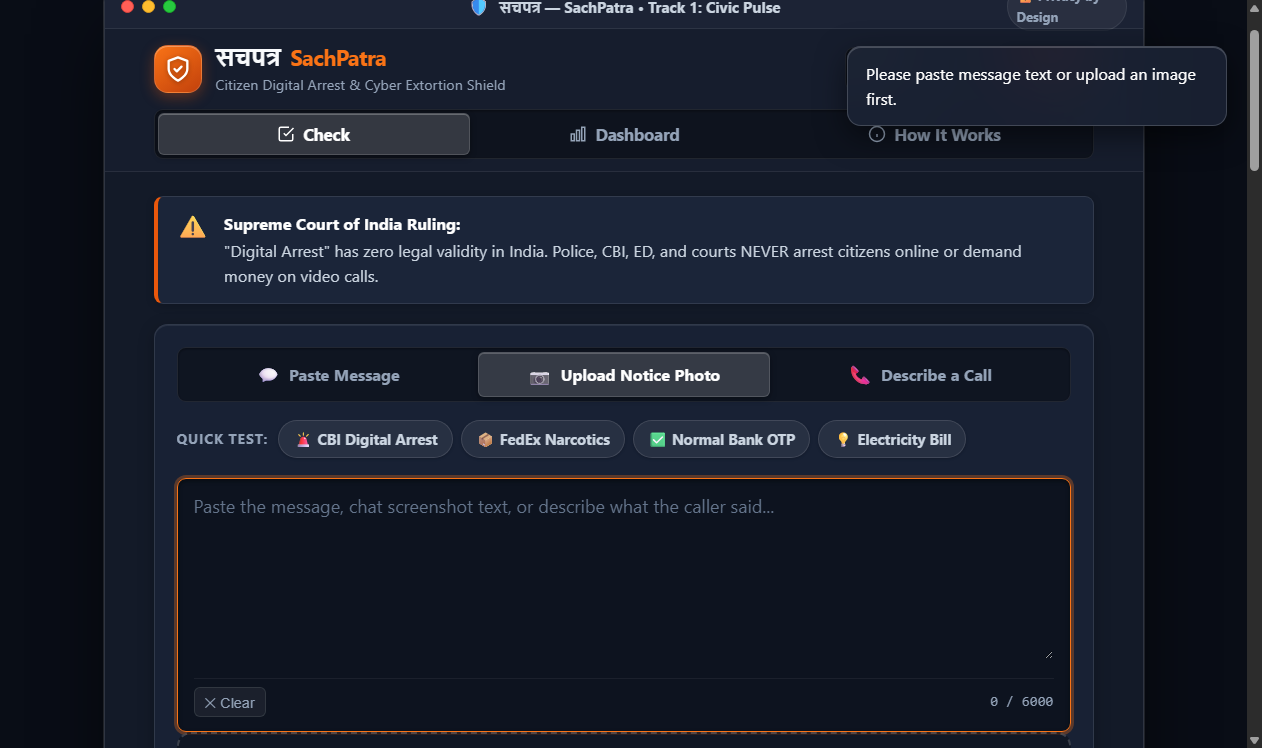 सचपत्र — SachPatra • Track 1: Civic Pulse
Privacy by
Design
सचपत्र SachPatra
Citizen Digital Arrest & Cyber Extortion Shield
Please paste message text or upload an image
first.
Check
Dashboard
How It Works
Supreme Court of India Ruling:
"Digital Arrest" has zero legal validity in India. Police, CBI, ED, and courts NEVER arrest citizens online or demand
money on video calls.
Paste Message
Upload Notice Photo
Describe a Call
QUICK TEST:
CBI Digital Arrest
FedEx Narcotics
Normal Bank OTP
Electricity Bill
Paste the message, chat screenshot text, or describe what the caller said...
Clear
0 / 6000